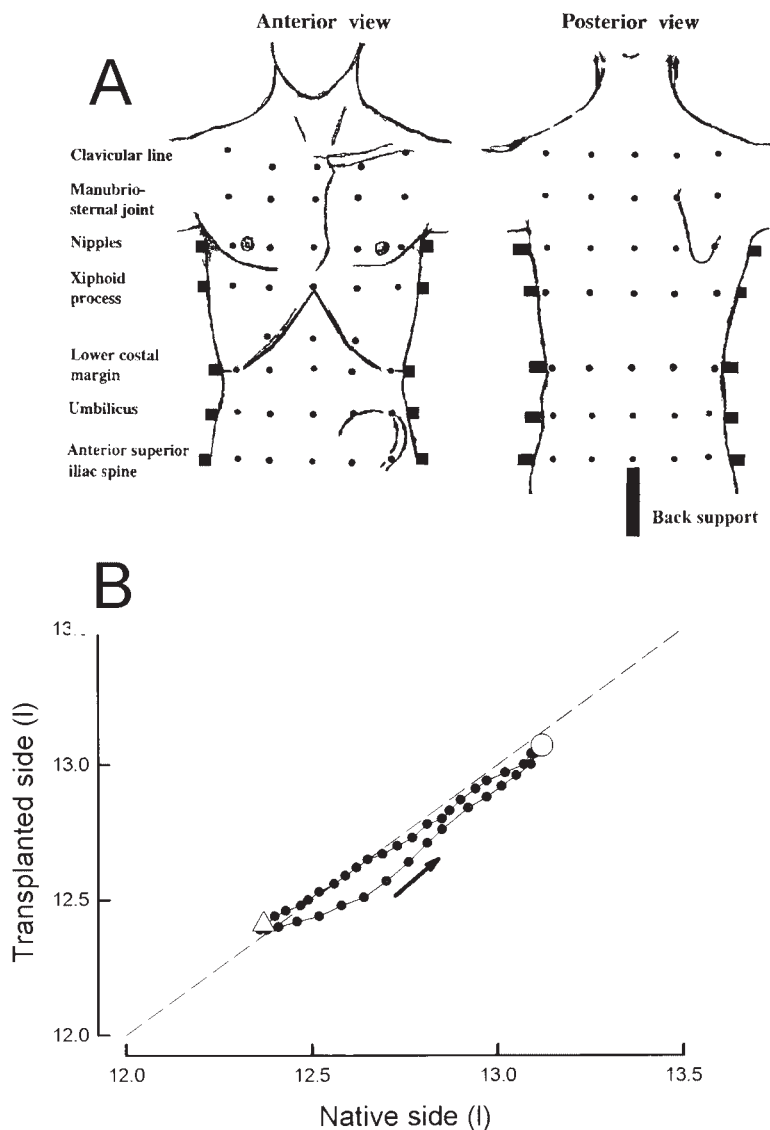 Anterior view
Posterior view
A
Clavicular line
Manubrio-
sternal joint
Nipples
Xiphoid
process
Lower costal
margin
Umbilicus
Anterior superior
iliac spine
Back support
B
13.0
12.5
12.0
Transplanted side (l)
12.0
12.5
13.0
13.5
Native side (l)